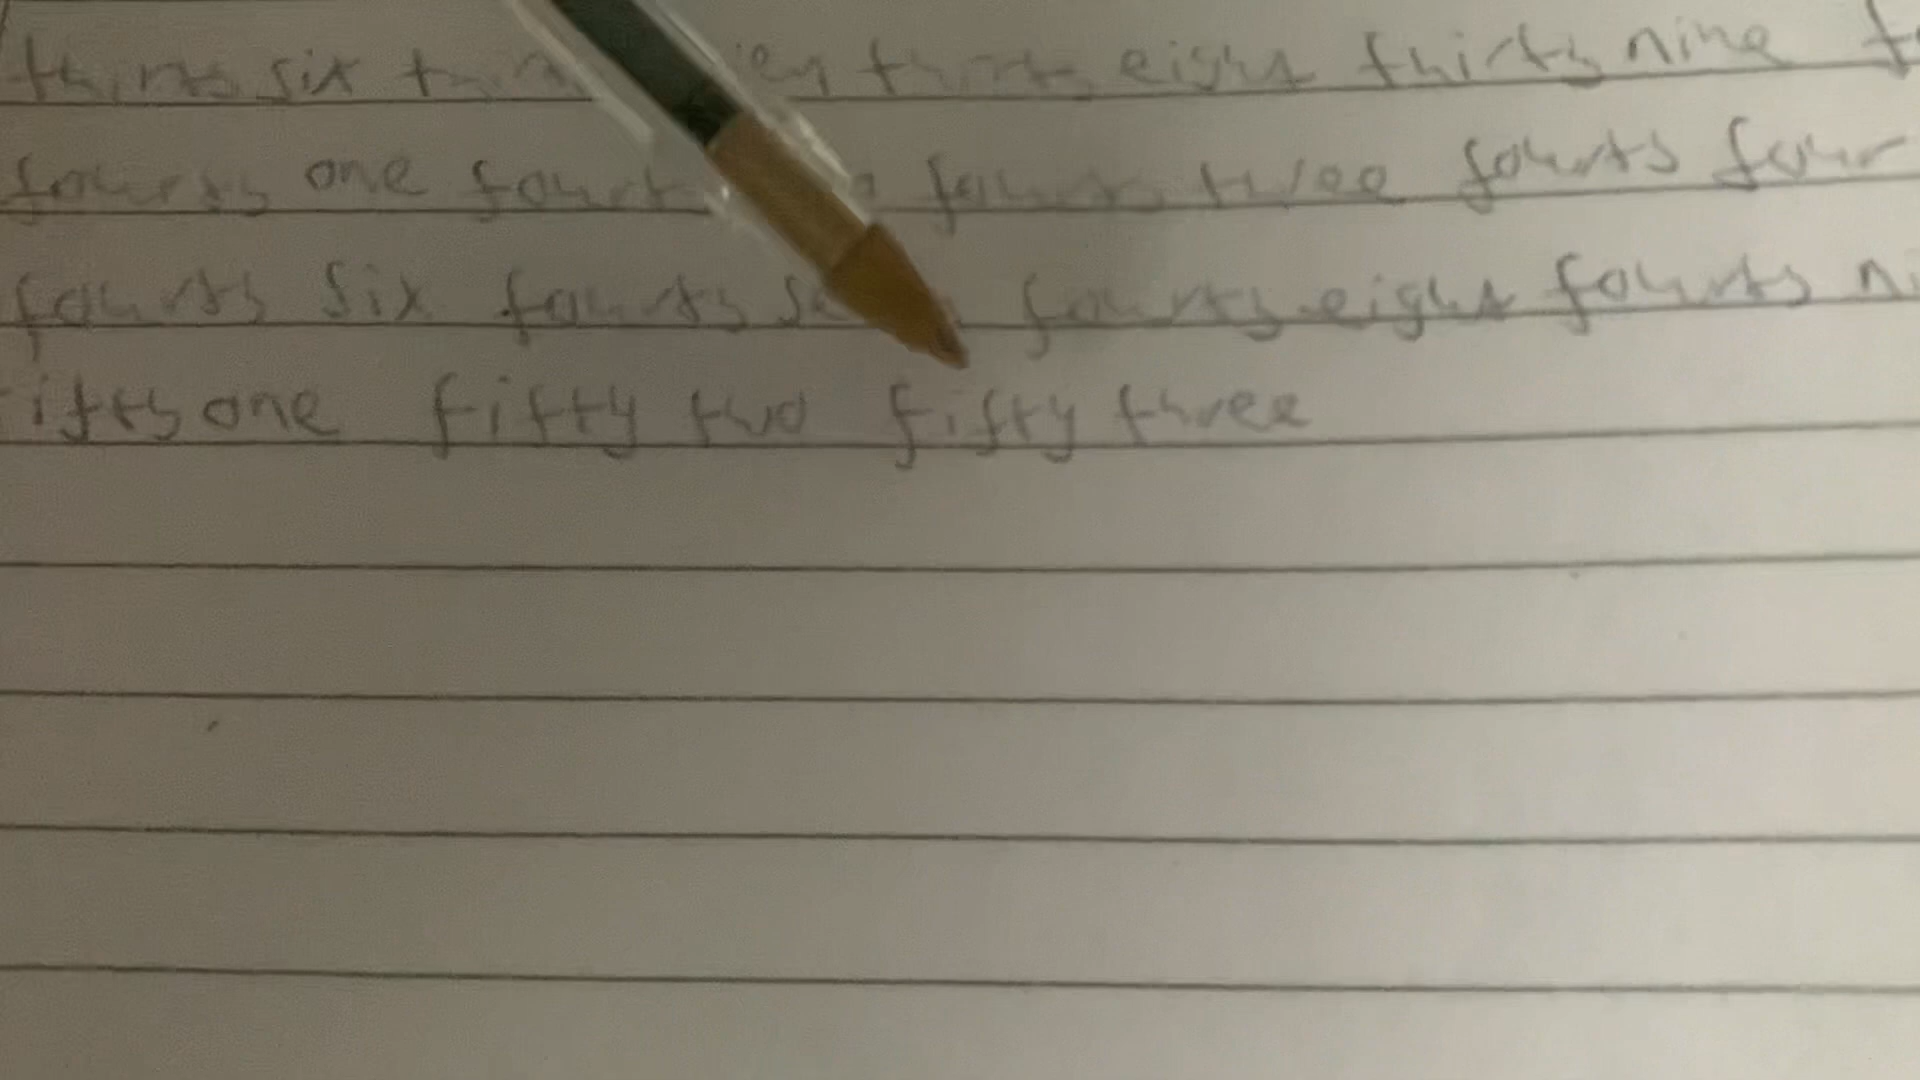 thirty six thirty eight thirty nine
fourty one fourty three fourty four
fourty six fourty fourty eight fourty
one fifty two fifty three